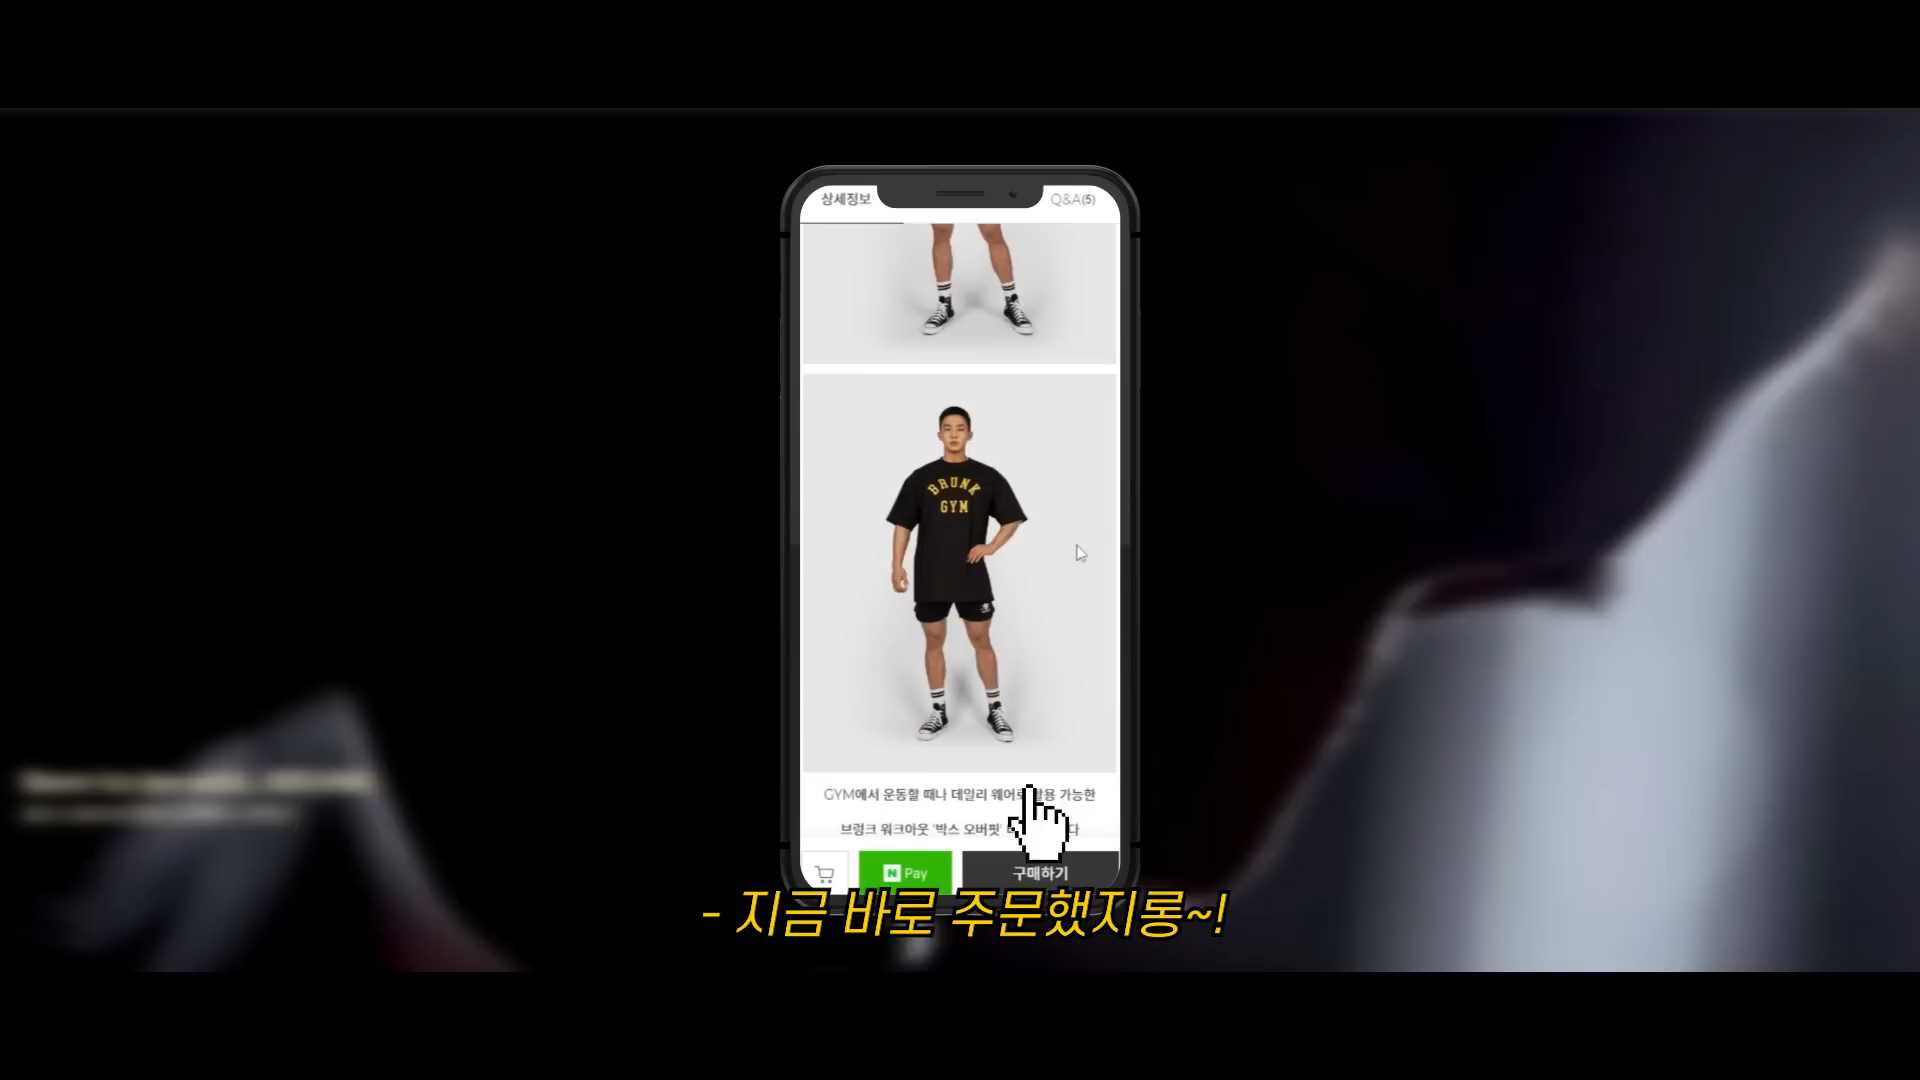 상세정보
Q&A(5)
BRUNK
GYM
GYM에서 운동할 때나 데일리 웨어로 활용 가능한
브렁크 워크아웃 '박스 오버핏'
N Pay
구매하기
- 지금 바로 주문했지롱~!